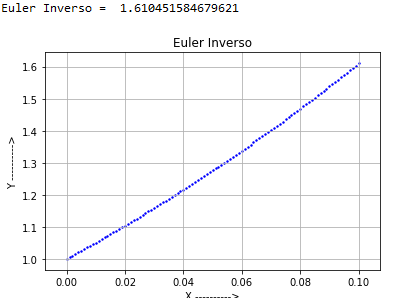 Euler Inverso =  1.610451584679621
Euler Inverso
1.6
1.5
1.4
1.3
1.2
1.1
1.0
Y ---------->
0.00 0.02 0.04 0.06 0.08 0.10
X ---------->